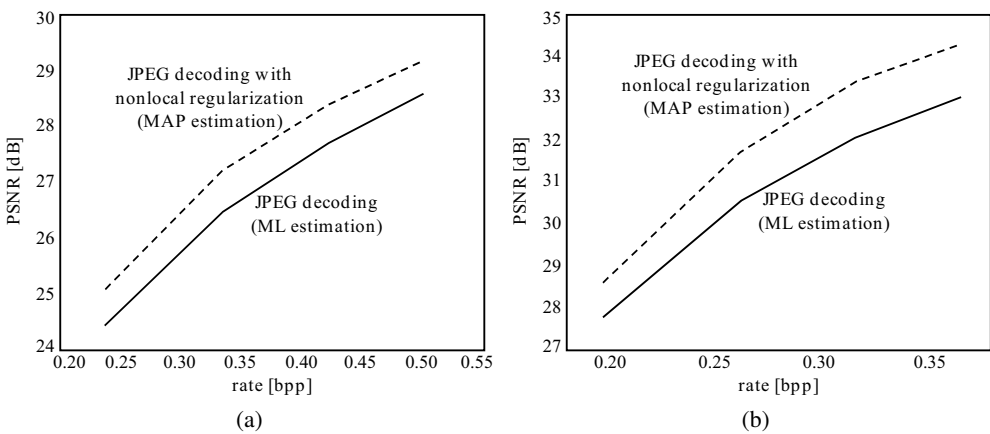 30
29
28
27
26
25
24
PSNR [dB]
JPEG decoding with
nonlocal regularization
(MAP estimation)
JPEG decoding
(ML estimation)
0.20 0.25 0.30 0.35 0.40 0.45 0.50 0.55
rate [bpp]
(a)
35
34
33
32
31
30
29
28
27
PSNR [dB]
JPEG decoding with
nonlocal regularization
(MAP estimation)
JPEG decoding
(ML estimation)
0.20 0.25 0.30 0.35
rate [bpp]
(b)